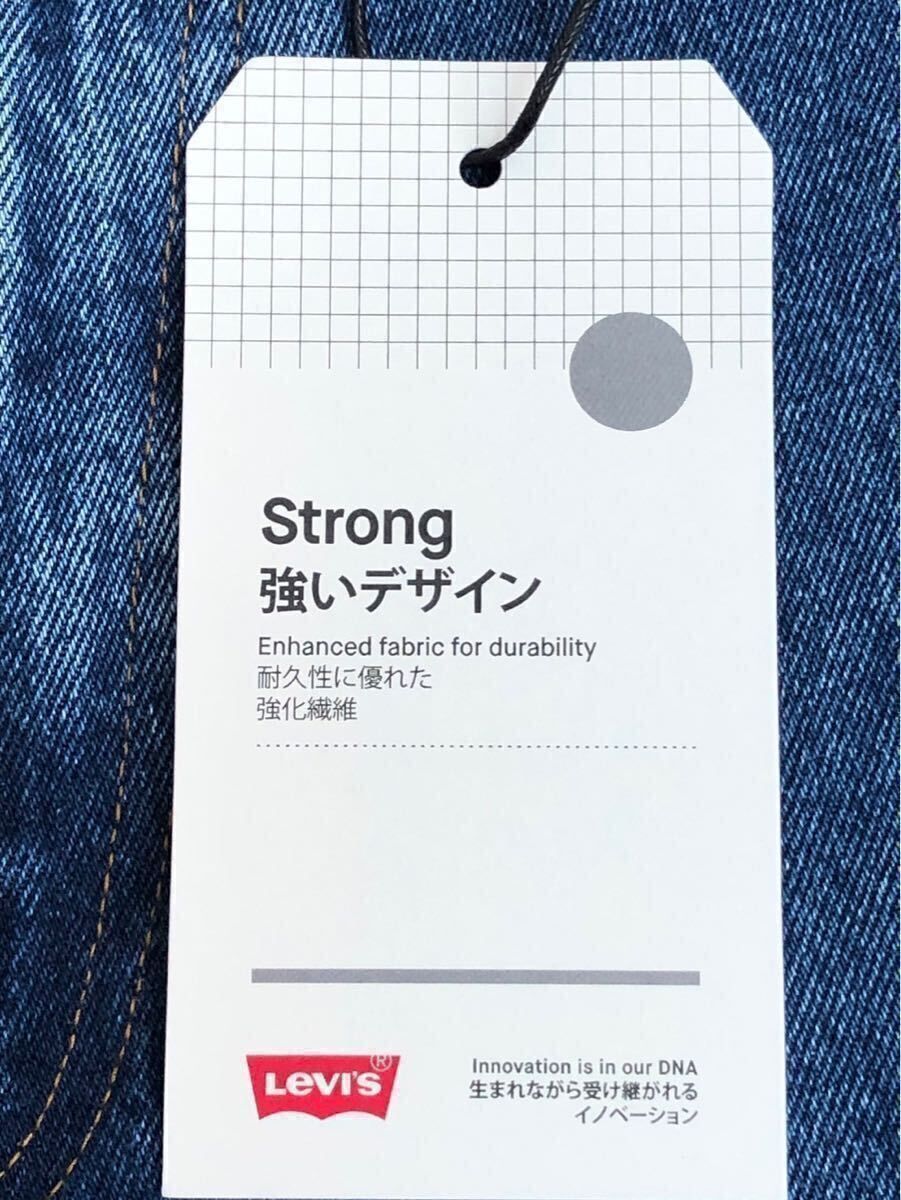 Strong
強いデザイン
Enhanced fabric for durability
耐久性に優れた
強化繊維
LEVI'S®
Innovation is in our DNA
生まれながら受け継がれる
イノベーション